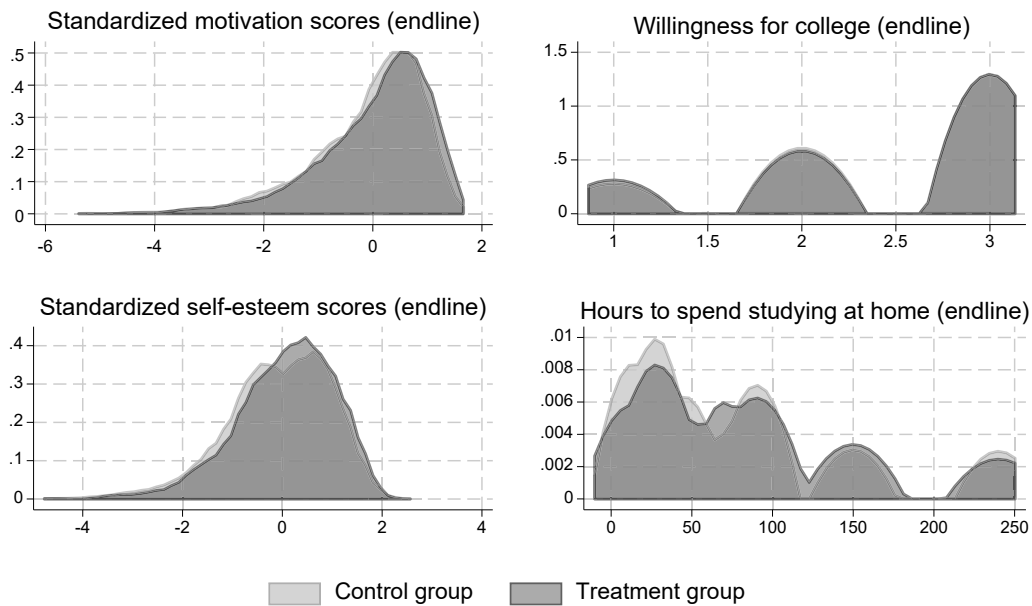 Standardized motivation scores (endline)
.5
.4
.3
.2
.1
0
-6 -4 -2 0 2
Willingness for college (endline)
1.5
1
.5
0
1 1.5 2 2.5 3
Standardized self-esteem scores (endline)
.4
.3
.2
.1
0
-4 -2 0 2 4
Hours to spend studying at home (endline)
.01
.008
.006
.004
.002
0
0 50 100 150 200 250
Control group Treatment group